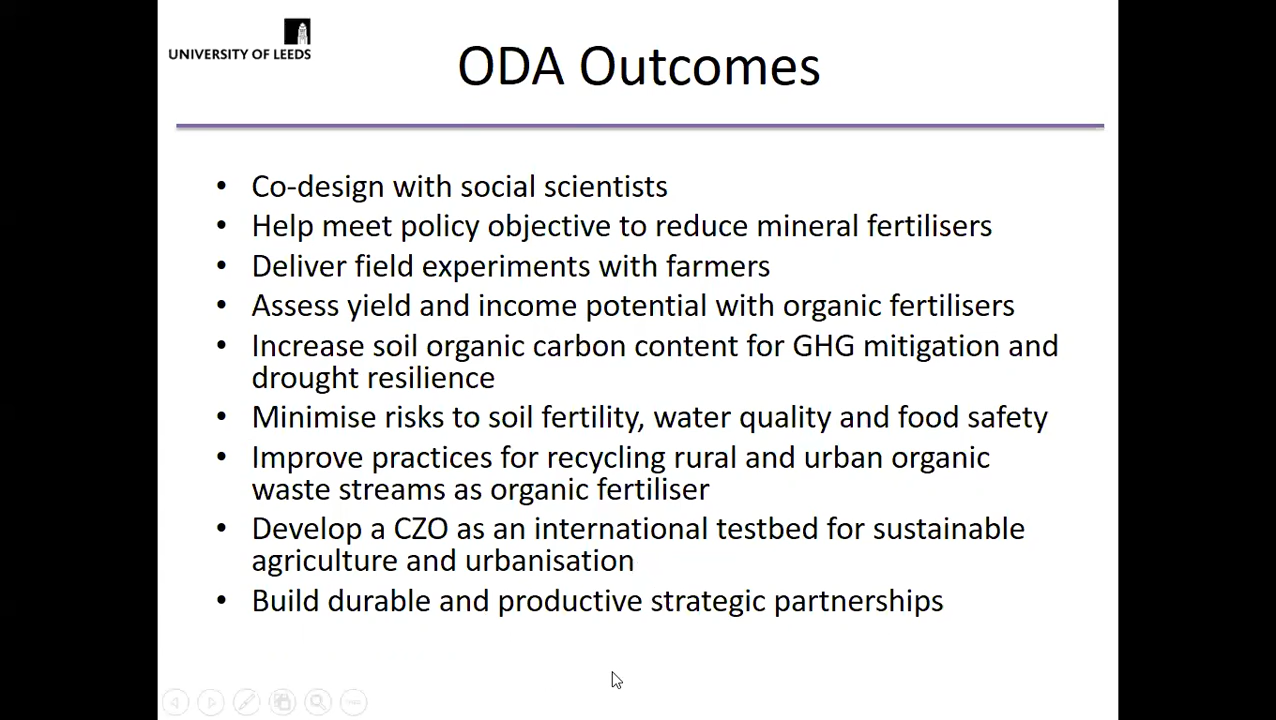 UNIVERSITY OF LEEDS
ODA Outcomes
• Co-design with social scientists
• Help meet policy objective to reduce mineral fertilisers
• Deliver field experiments with farmers
• Assess yield and income potential with organic fertilisers
• Increase soil organic carbon content for GHG mitigation and
drought resilience
• Minimise risks to soil fertility, water quality and food safety
• Improve practices for recycling rural and urban organic
waste streams as organic fertiliser
• Develop a CZO as an international testbed for sustainable
agriculture and urbanisation
• Build durable and productive strategic partnerships